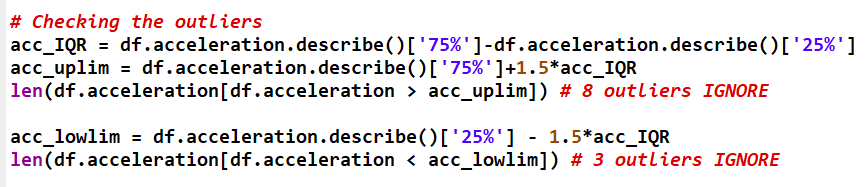 # Checking the outliers
acc_IQR = df.acceleration.describe()['75%']-df.acceleration.describe()['25%']
acc_uplim = df.acceleration.describe()['75%']+1.5*acc_IQR
len(df.acceleration[df.acceleration > acc_uplim]) # 8 outliers IGNORE
acc_lowlim = df.acceleration.describe()['25%'] - 1.5*acc_IQR
len(df.acceleration[df.acceleration < acc_lowlim]) # 3 outliers IGNORE